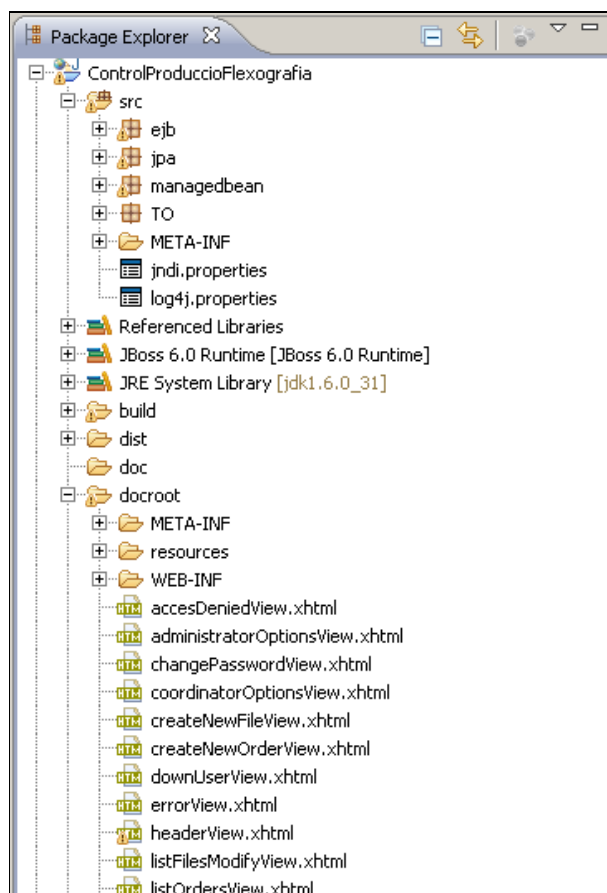 Package Explorer
ControlProduccioFlexografia
src
ejb
jpa
managedbean
TO
META-INF
jndi.properties
log4j.properties
Referenced Libraries
JBoss 6.0 Runtime [JBoss 6.0 Runtime]
JRE System Library [jdk1.6.0_31]
build
dist
doc
docroot
META-INF
resources
WEB-INF
accesDeniedView.xhtml
administratorOptionsView.xhtml
changePasswordView.xhtml
coordinatorOptionsView.xhtml
createNewFileView.xhtml
createNewOrderView.xhtml
downUserView.xhtml
errorView.xhtml
headerView.xhtml
listFilesModifyView.xhtml
listOrdersView.xhtml